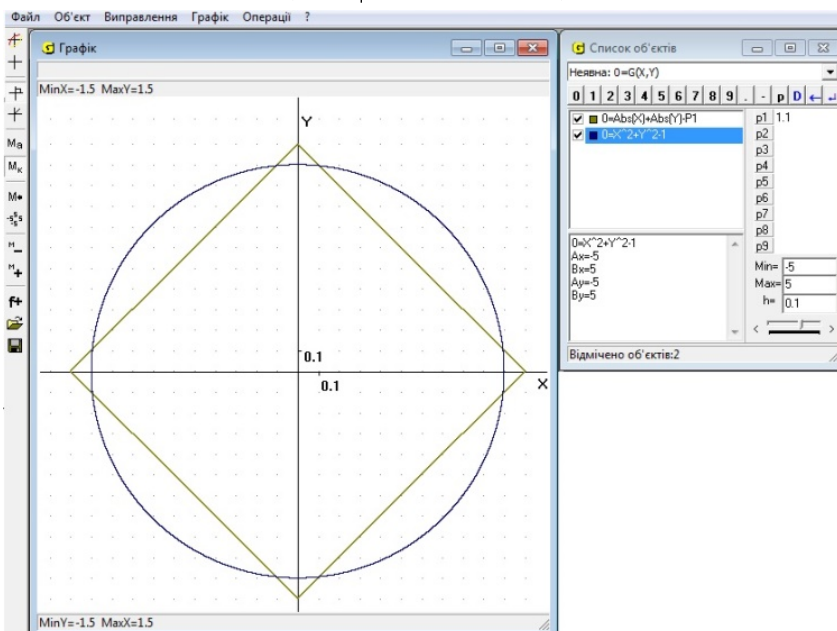 Файл Об'єкт Виправлення Графік Операції ?
Графік
MinX=-1.5 MaxY=1.5
Y
0.1
0.1
X
MinY=-1.5 MaxX=1.5
Ma
Mк
M
M
f+
Список об'єктів
Неявна: 0=G(X,Y)
0 1 2 3 4 5 6 7 8 9 . - p D
0=Abs(X)+Abs(Y)-P1
0=X^2+Y^2-1
p1 1.1
p2
p3
p4
p5
p6
p7
p8
p9
0=X^2+Y^2-1
Ax=-5
Bx=5
Ay=-5
By=5
Min= -5
Max= 5
h= 0.1
Відмічено об'єктів:2